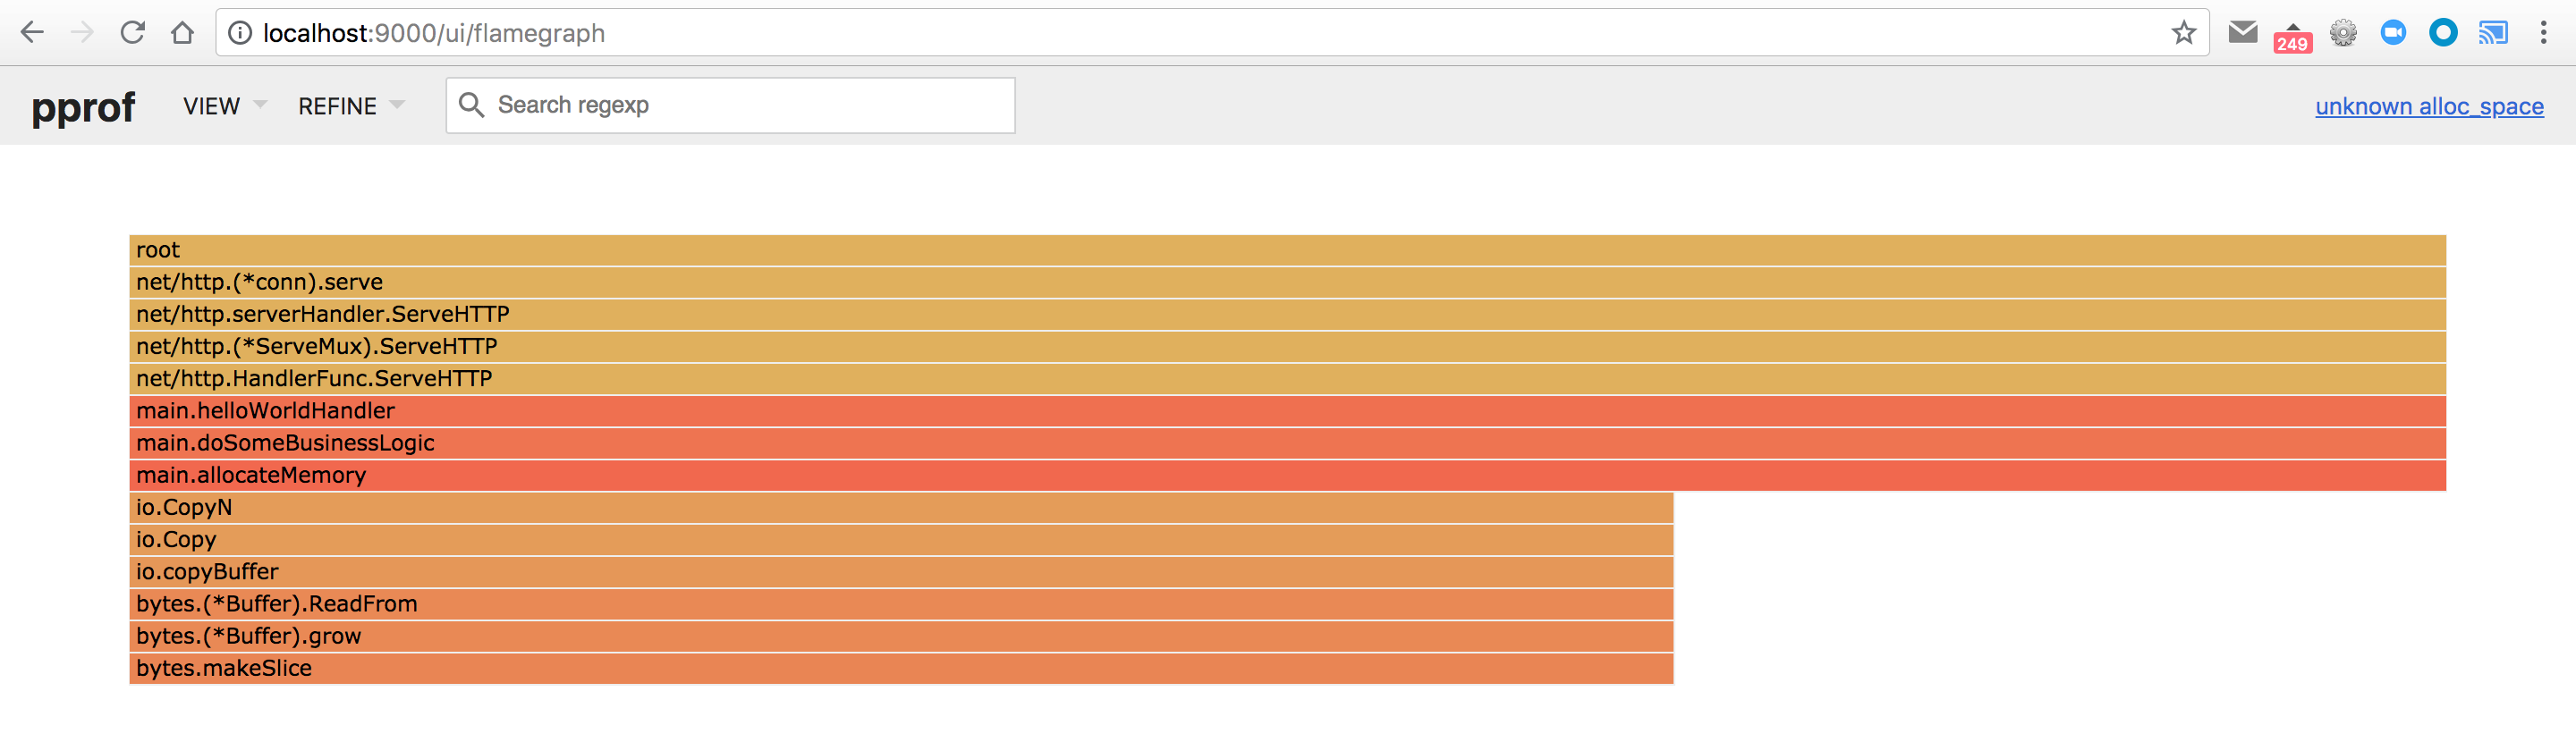 localhost:9000/ui/flamegraph
249
pprof VIEW REFINE Search regexp unknown alloc_space
root
net/http.(*conn).serve
net/http.serverHandler.ServeHTTP
net/http.(*ServeMux).ServeHTTP
net/http.HandlerFunc.ServeHTTP
main.helloWorldHandler
main.doSomeBusinessLogic
main.allocateMemory
io.CopyN
io.Copy
io.copyBuffer
bytes.(*Buffer).ReadFrom
bytes.(*Buffer).grow
bytes.makeSlice